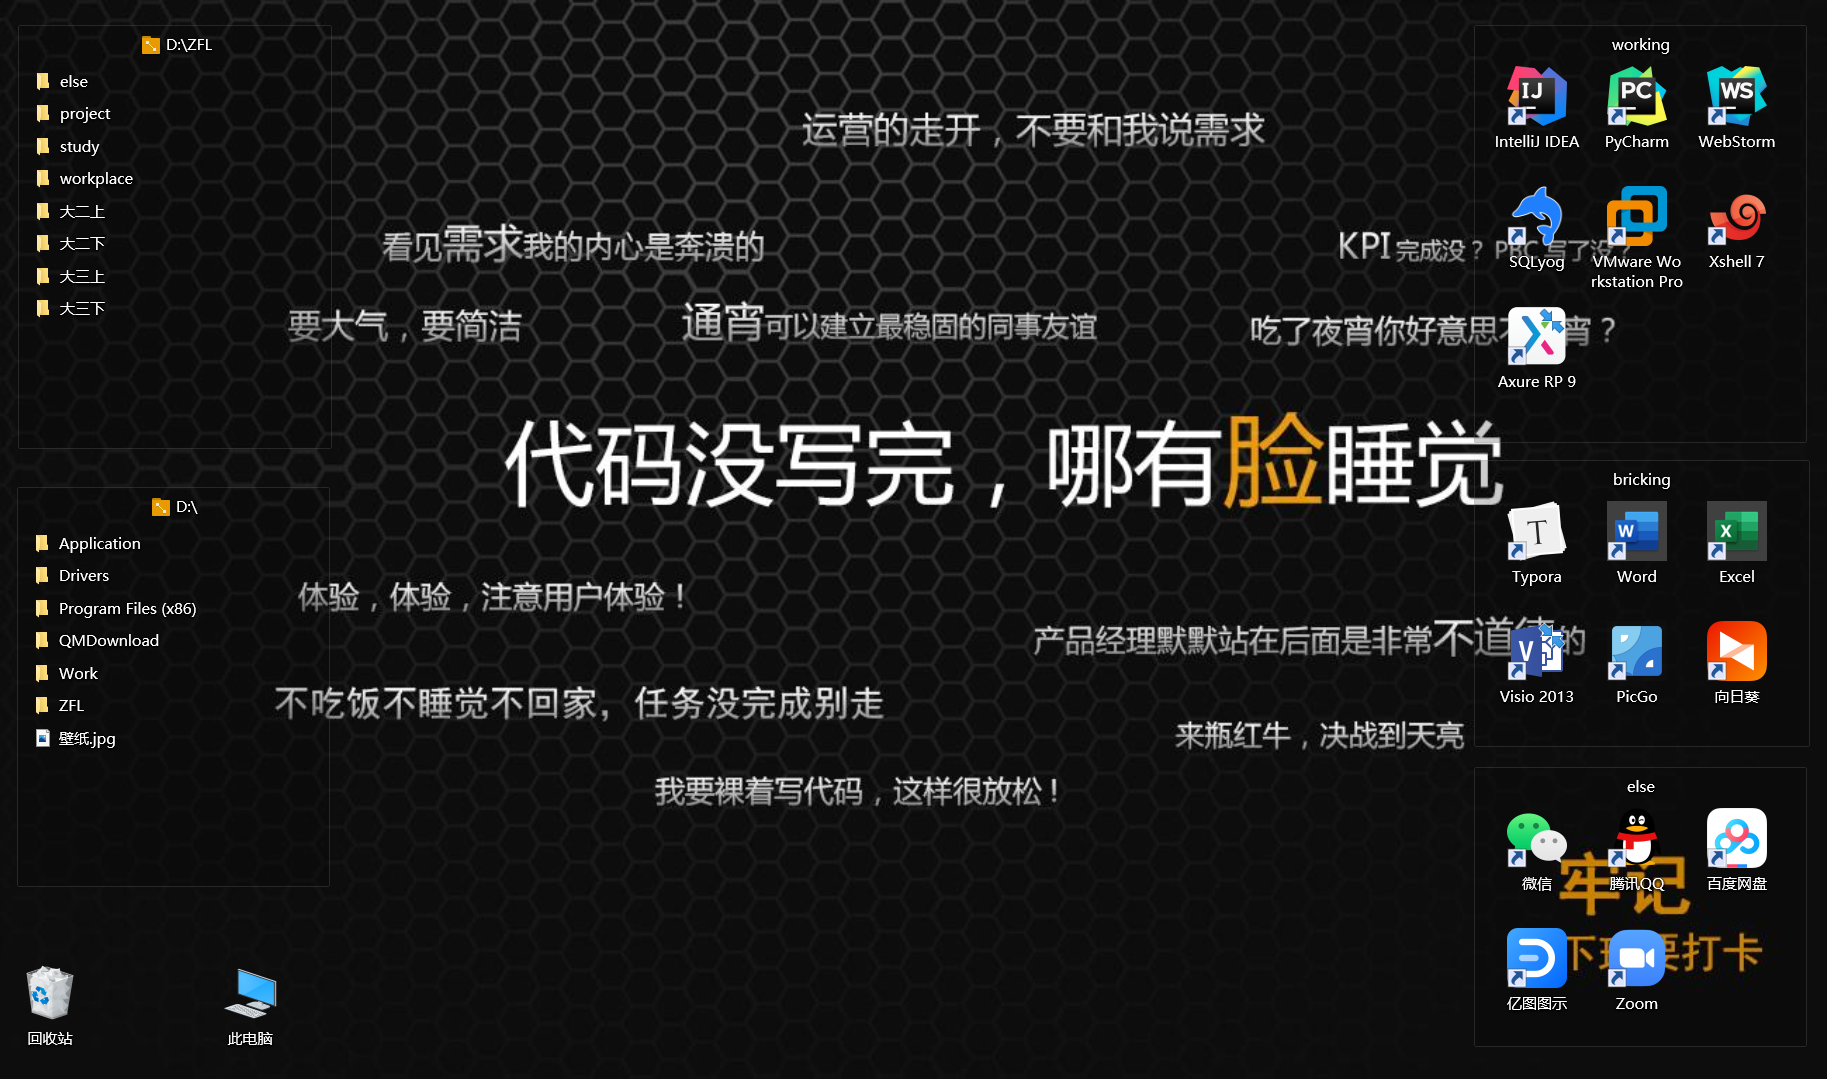 D:\ZFL
else
project
study
workplace
大二上
大二下
大三上
大三下
D:\
Application
Drivers
Program Files (x86)
QMDownload
Work
ZFL
壁纸.jpg
回收站
此电脑
运营的走开，不要和我说需求
看见需求我的内心是奔溃的
KPI 完成没？ PBC 写了没？
要大气，要简洁
通宵可以建立最稳固的同事友谊
吃了夜宵你好意思不通宵？
代码没写完，哪有脸睡觉
体验，体验，注意用户体验！
产品经理默默站在后面是非常不道德的
不吃饭不睡觉不回家，任务没完成别走
来瓶红牛，决战到天亮
我要裸着写代码，这样很放松！
牢记
下班要打卡
working
IJ
IntelliJ IDEA
PC
PyCharm
WS
WebStorm
SQLyog
VMware Wo
rkstation Pro
Xshell 7
Axure RP 9
bricking
T
Typora
W
Word
X
Excel
V
Visio 2013
PicGo
向日葵
else
微信
腾讯QQ
百度网盘
亿图图示
Zoom